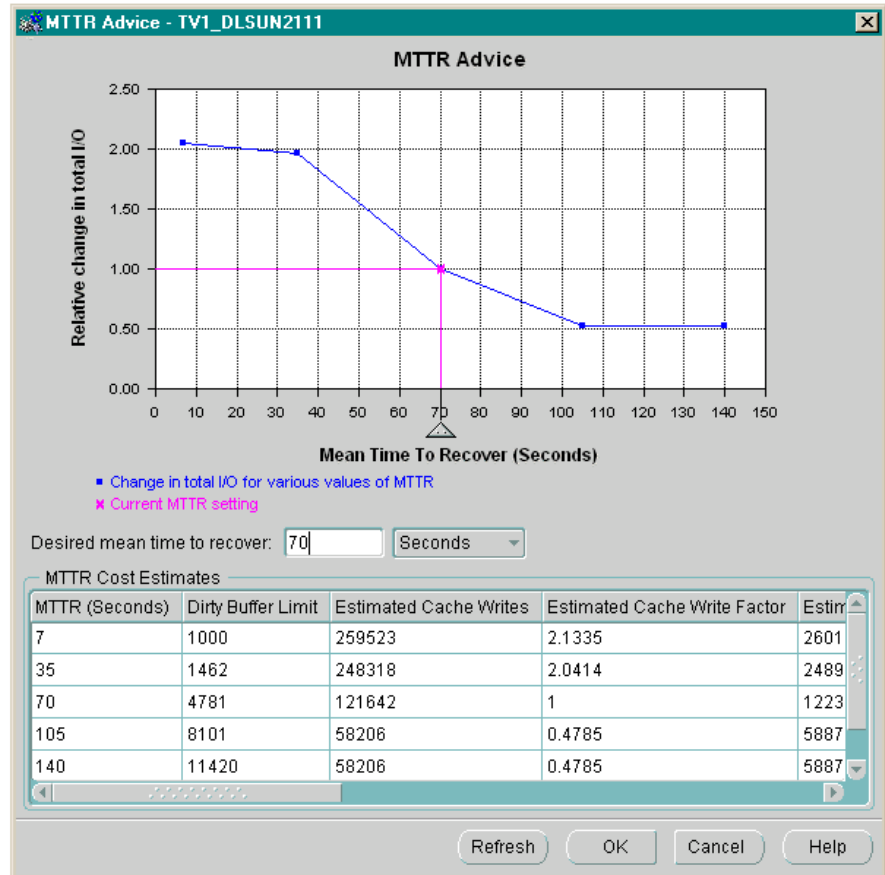 MTTR Advice - TV1_DLSUN2111
MTTR Advice
Relative change in total I/O
2.50
2.00
1.50
1.00
0.50
0.00
0 10 20 30 40 50 60 70 80 90 100 110 120 130 140 150
Mean Time To Recover (Seconds)
Change in total I/O for various values of MTTR
Current MTTR setting
Desired mean time to recover: 70 Seconds
MTTR Cost Estimates
MTTR (Seconds) Dirty Buffer Limit Estimated Cache Writes Estimated Cache Write Factor Estim
7 1000 259523 2.1335 2601
35 1462 248318 2.0414 2489
70 4781 121642 1 1223
105 8101 58206 0.4785 5887
140 11420 58206 0.4785 5887
Refresh OK Cancel Help